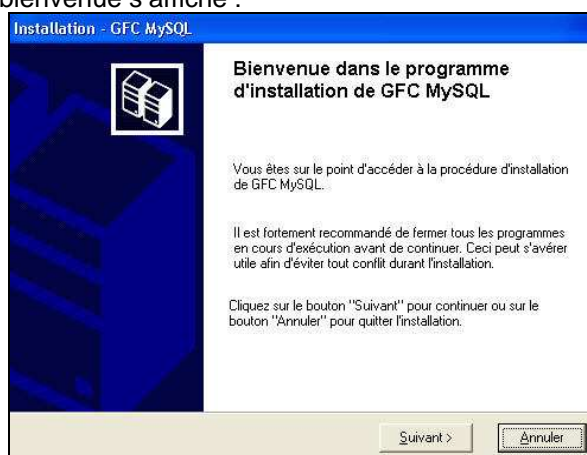 bienvenue s'affiche :
Installation - GFC MySQL
Bienvenue dans le programme
d'installation de GFC MySQL
Vous êtes sur le point d'accéder à la procédure d'installation
de GFC MySQL.
Il est fortement recommandé de fermer tous les programmes
en cours d'exécution avant de continuer. Ceci peut s'avérer
utile afin d'éviter tout conflit durant l'installation.
Cliquez sur le bouton "Suivant" pour continuer ou sur le
bouton "Annuler" pour quitter l'installation.
Suivant >
Annuler